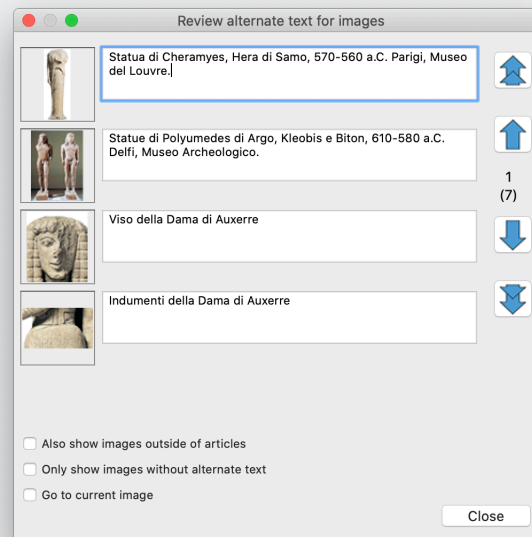 Review alternate text for images
Statua di Cheramyes, Hera di Samo, 570-560 a.C. Parigi, Museo
del Louvre.
Statue di Polyumedes di Argo, Kleobis e Biton, 610-580 a.C.
Delfi, Museo Archeologico.
1
(7)
Viso della Dama di Auxerre
Indumenti della Dama di Auxerre
Also show images outside of articles
Only show images without alternate text
Go to current image
Close